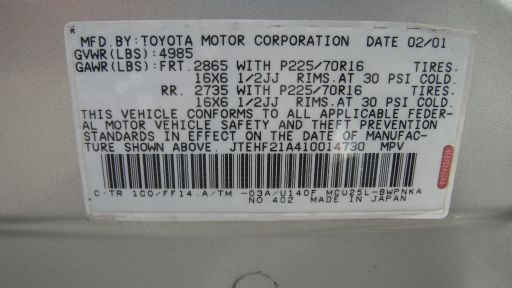 MFD.BY:TOYOTA MOTOR CORPORATION DATE 02/01
GVWR(LBS):4985
GAWR(LBS):FRT.2865 WITH P225/70R16 TIRES.
16X6 1/2JJ RIMS.AT 30 PSI COLD.
RR. 2735 WITH P225/70R16 TIRES.
16X6 1/2JJ RIMS.AT 30 PSI COLD.
THIS VEHICLE CONFORMS TO ALL APPLICABLE FEDER-
AL MOTOR VEHICLE SAFETY AND THEFT PREVENTION
STANDARDS IN EFFECT ON THE DATE OF MANUFAC-
TURE SHOWN ABOVE. JTEHF21A410014730 MPV
C/TR 1C0/FF14.A/TM -03A/U140F MCU25L-BWPNKA
NO.402 MADE IN JAPAN